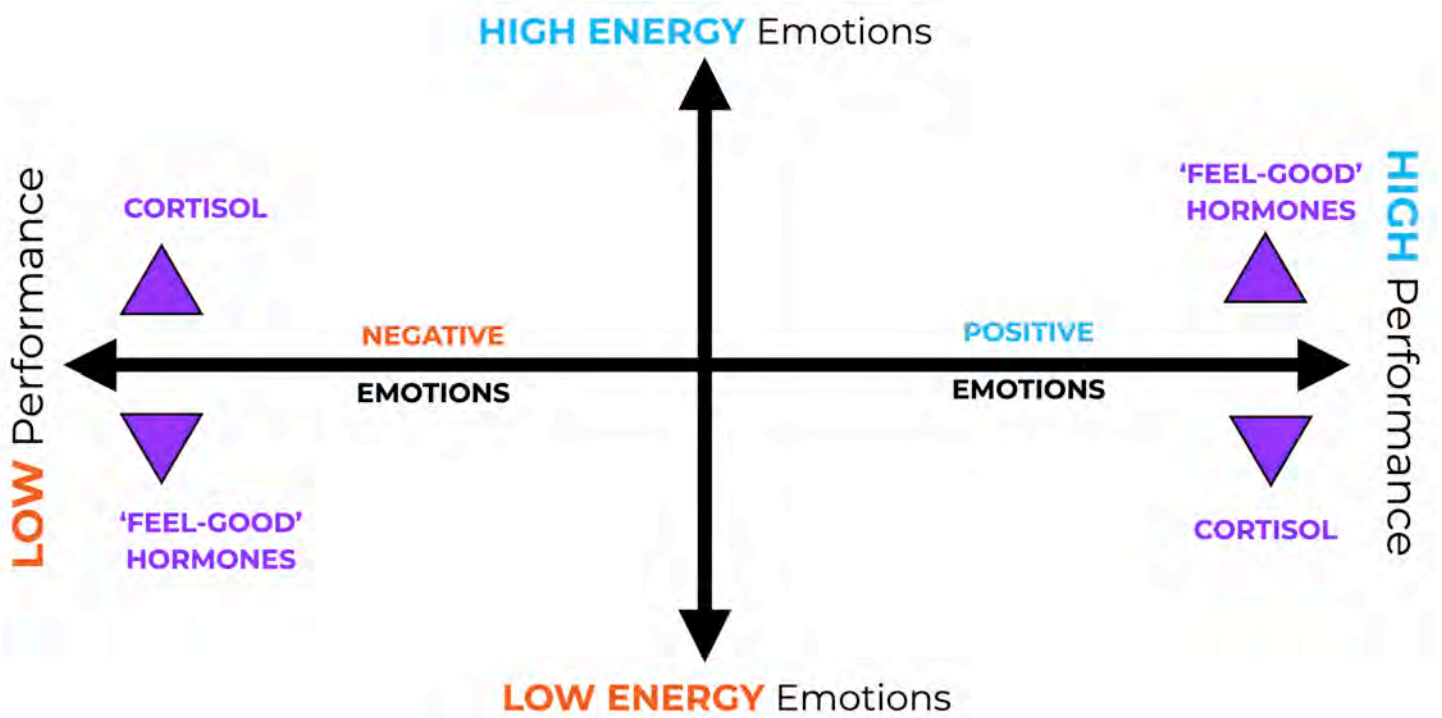 HIGH ENERGY Emotions
LOW Performance
CORTISOL
NEGATIVE
EMOTIONS
'FEEL-GOOD'
HORMONES
‘FEEL-GOOD’
HORMONES
POSITIVE
EMOTIONS
CORTISOL
HIGH Performance
LOW ENERGY Emotions